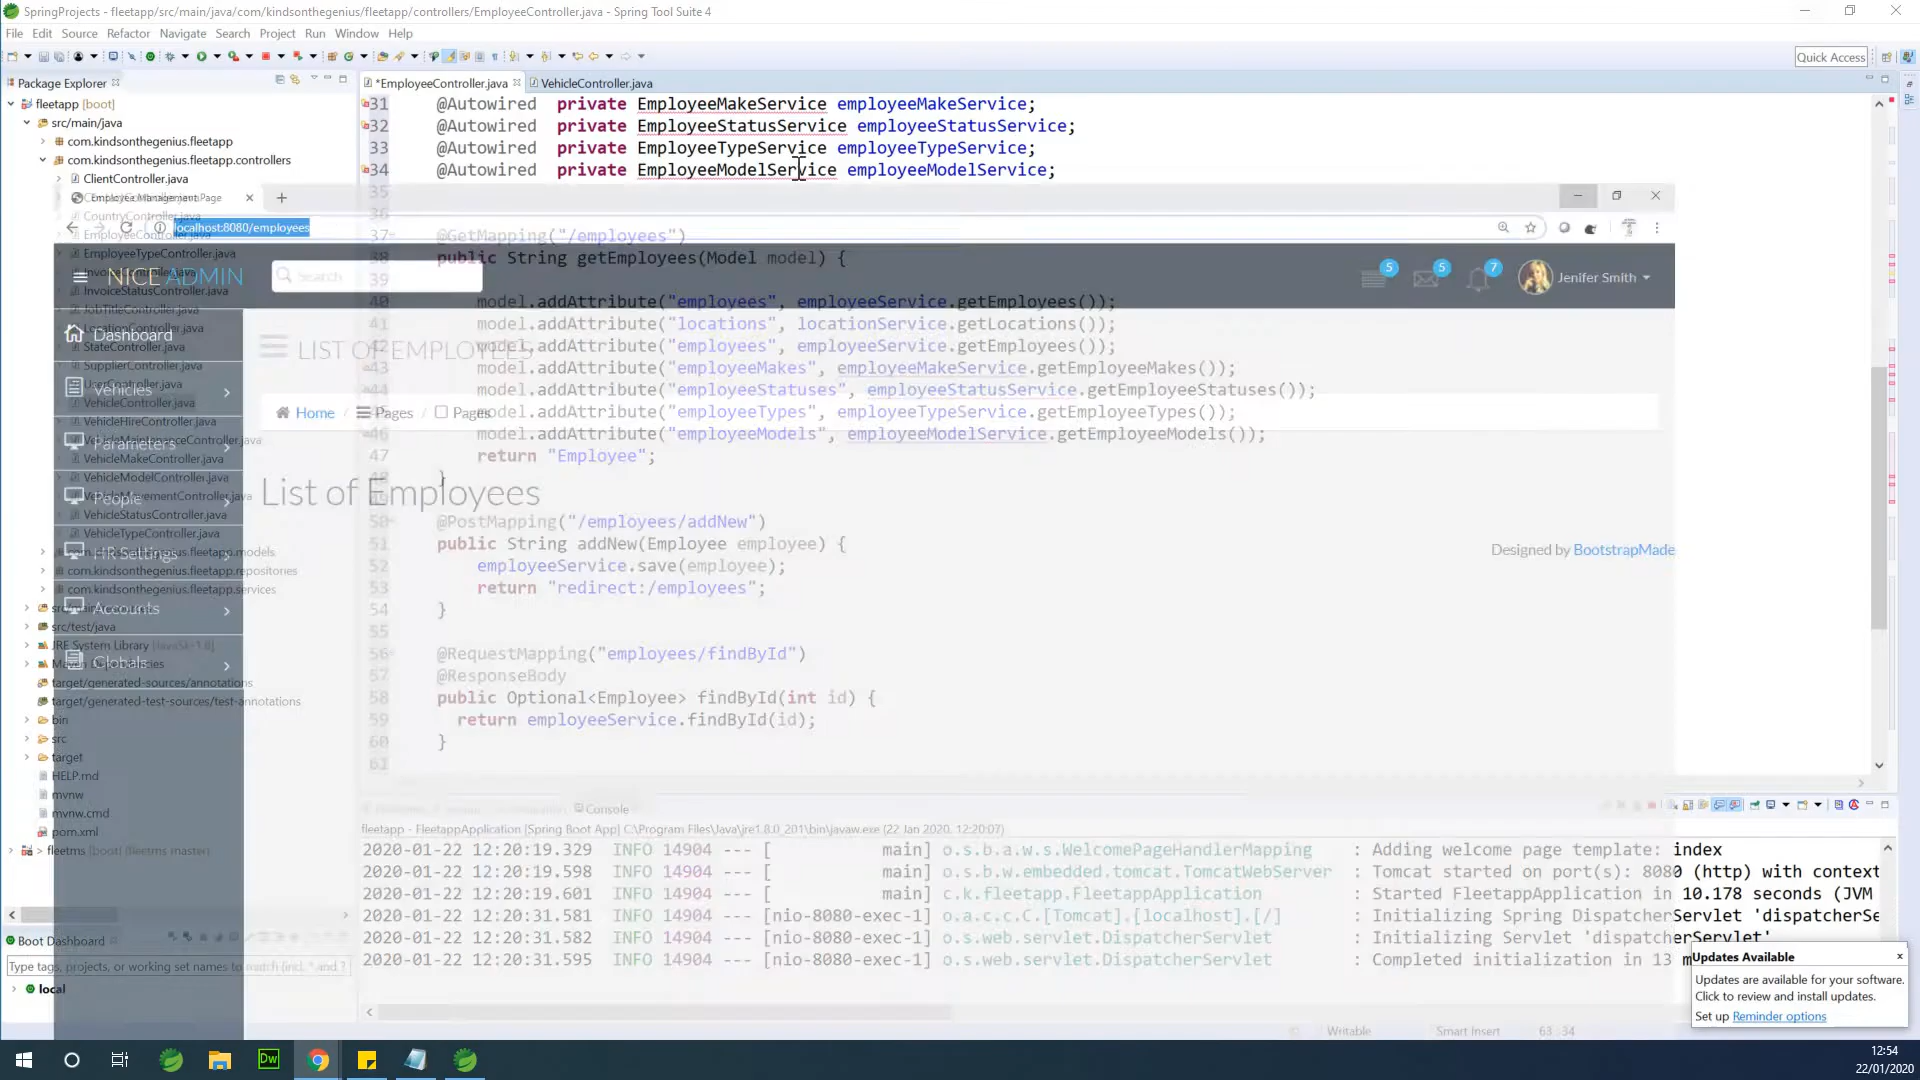 SpringProjects - fleetapp/src/main/java/com/kindsonthegenius/fleetapp/controllers/EmployeeController.java - Spring Tool Suite 4
File Edit Source Refactor Navigate Search Project Run Window Help
Quick Access
Package Explorer
*EmployeeController.java
VehicleController.java
fleetapp [boot]
src/main/java
com.kindsonthegenius.fleetapp
com.kindsonthegenius.fleetapp.controllers
ClientController.java
CountryController.java
EmployeeController.java
EmployeeTypeController.java
InvoiceStatusController.java
JobTitleController.java
LocationController.java
StateController.java
SupplierController.java
UserController.java
VehicleController.java
VehicleHireController.java
VehicleMaintenanceController.java
VehicleMakeController.java
VehicleModelController.java
VehicleMovementController.java
VehicleStatusController.java
VehicleTypeController.java
com.kindsonthegenius.fleetapp.models
com.kindsonthegenius.fleetapp.repositories
com.kindsonthegenius.fleetapp.services
src/test/java
JRE System Library [JavaSE-1.8]
target/generated-sources/annotations
target/generated-test-sources/test-annotations
bin
src
target
HELP.md
mvnw
mvnw.cmd
pom.xml
> fleetms [boot] [fleetms master]
31 @Autowired private EmployeeMakeService employeeMakeService;
32 @Autowired private EmployeeStatusService employeeStatusService;
33 @Autowired private EmployeeTypeService employeeTypeService;
34 @Autowired private EmployeeModelService employeeModelService;
35
36
37 @GetMapping("/employees")
38 public String getEmployees(Model model) {
39
40 model.addAttribute("employees", employeeService.getEmployees());
41 model.addAttribute("locations", locationService.getLocations());
42 model.addAttribute("employees", employeeService.getEmployees());
43 model.addAttribute("employeeMakes", employeeMakeService.getEmployeeMakes());
44 model.addAttribute("employeeStatuses", employeeStatusService.getEmployeeStatuses());
45 model.addAttribute("employeeTypes", employeeTypeService.getEmployeeTypes());
46 model.addAttribute("employeeModels", employeeModelService.getEmployeeModels());
47 return "Employee";
48 }
49
50 @PostMapping("/employees/addNew")
51 public String addNew(Employee employee) {
52 employeeService.save(employee);
53 return "redirect:/employees";
54 }
55
56 @RequestMapping("employees/findById")
57 @ResponseBody
58 public Optional<Employee> findById(int id) {
59 return employeeService.findById(id);
60 }
61
Employee Management Page
localhost:8080/employees
NICE ADMIN
Search
5
5
7
Jenifer Smith
Dashboard
Vehicles
Parameters
People
HR Settings
Accounts
Globals
LIST OF EMPLOYEES
Home / Pages / Pages
List of Employees
Designed by BootstrapMade
Console
fleetapp - FleetappApplication [Spring Boot App] C:\Program Files\Java\jre1.8.0_201\bin\javaw.exe (22 Jan 2020, 12:20:07)
2020-01-22 12:20:19.329 INFO 14904 --- [ main] o.s.b.a.w.s.WelcomePageHandlerMapping : Adding welcome page template: index
2020-01-22 12:20:19.598 INFO 14904 --- [ main] o.s.b.w.embedded.tomcat.TomcatWebServer : Tomcat started on port(s): 8080 (http) with context
2020-01-22 12:20:19.601 INFO 14904 --- [ main] c.k.fleetapp.FleetappApplication : Started FleetappApplication in 10.178 seconds (JVM
2020-01-22 12:20:31.581 INFO 14904 --- [nio-8080-exec-1] o.a.c.c.C.[Tomcat].[localhost].[/] : Initializing Spring DispatcherServlet 'dispatcherSe
2020-01-22 12:20:31.582 INFO 14904 --- [nio-8080-exec-1] o.s.web.servlet.DispatcherServlet : Initializing Servlet 'dispatcherServlet'
2020-01-22 12:20:31.595 INFO 14904 --- [nio-8080-exec-1] o.s.web.servlet.DispatcherServlet : Completed initialization in 13 m
Boot Dashboard
Type tags, projects, or working set names to match (incl. * and ?
local
Updates Available
Updates are available for your software.
Click to review and install updates.
Set up Reminder options
Writable
Smart Insert
63 : 34
Dw
12:54
22/01/2020